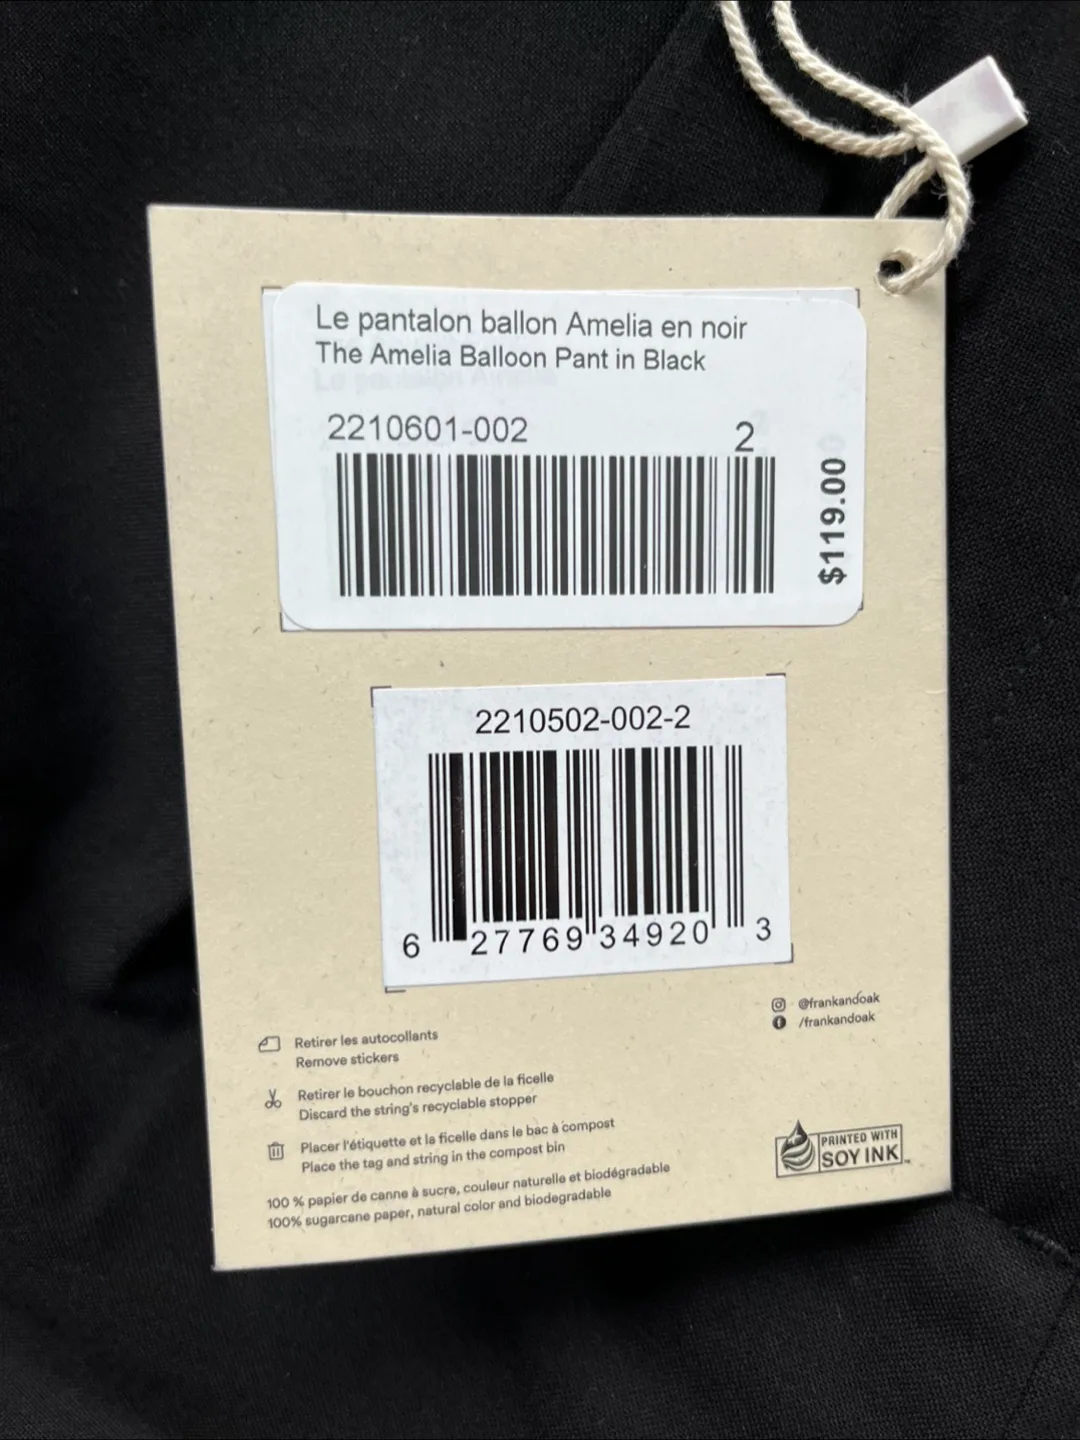 Le pantalon ballon Amelia en noir
The Amelia Balloon Pant in Black
2210601-002
2
$119.00
2210502-002-2
6 27769 34920 3
@frankandoak
/frankandoak
Retirer les autocollants
Remove stickers
Retirer le bouchon recyclable de la ficelle
Discard the string's recyclable stopper
Placer l'étiquette et la ficelle dans le bac à compost
Place the tag and string in the compost bin
100 % papier de canne à sucre, couleur naturelle et biodégradable
100% sugarcane paper, natural color and biodegradable
PRINTED WITH
SOY INK™